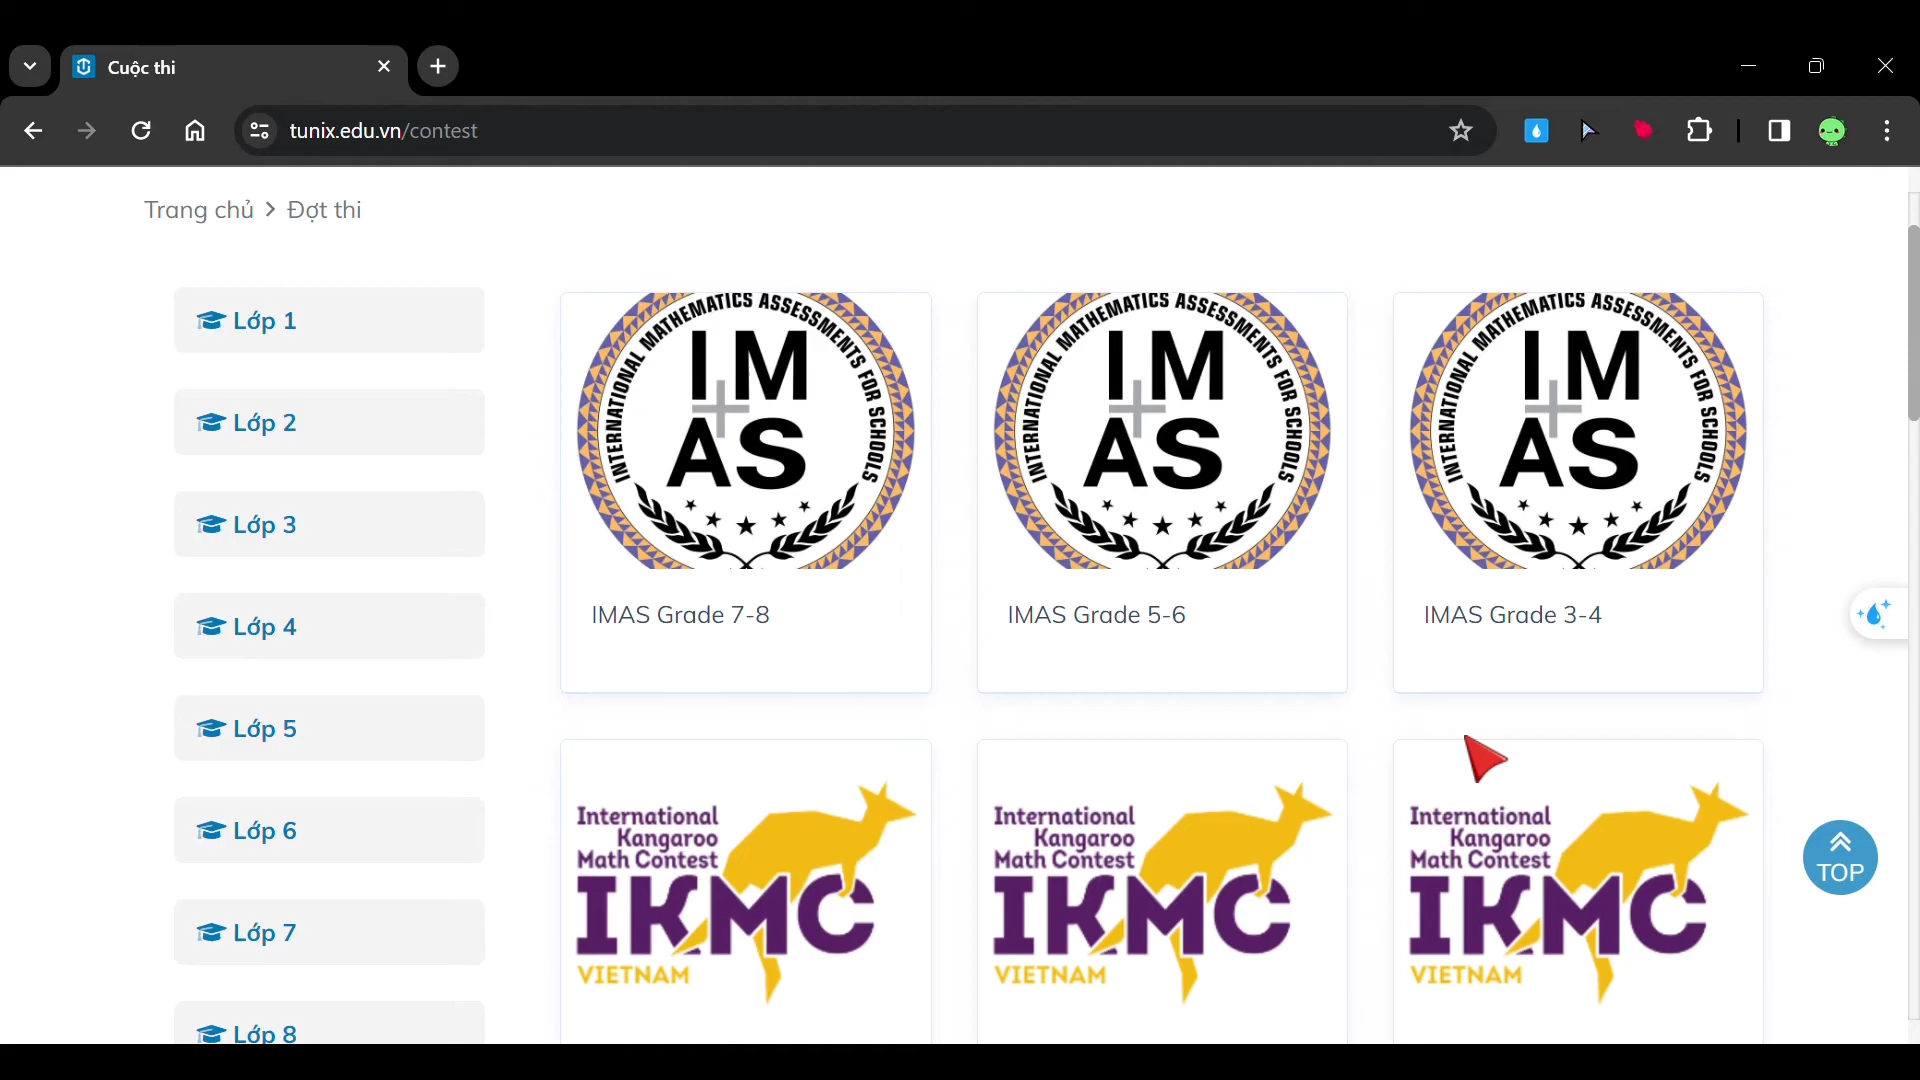 Cuộc thi
tunix.edu.vn/contest
Trang chủ > Đợt thi
Lớp 1
Lớp 2
Lớp 3
Lớp 4
Lớp 5
Lớp 6
Lớp 7
Lớp 8
INTERNATIONAL MATHEMATICS ASSESSMENTS FOR SCHOOLS
IM
AS
IMAS Grade 7-8
INTERNATIONAL MATHEMATICS ASSESSMENTS FOR SCHOOLS
IM
AS
IMAS Grade 5-6
INTERNATIONAL MATHEMATICS ASSESSMENTS FOR SCHOOLS
IM
AS
IMAS Grade 3-4
International
Kangaroo
Math Contest
IKMC
VIETNAM
International
Kangaroo
Math Contest
IKMC
VIETNAM
International
Kangaroo
Math Contest
IKMC
VIETNAM
TOP